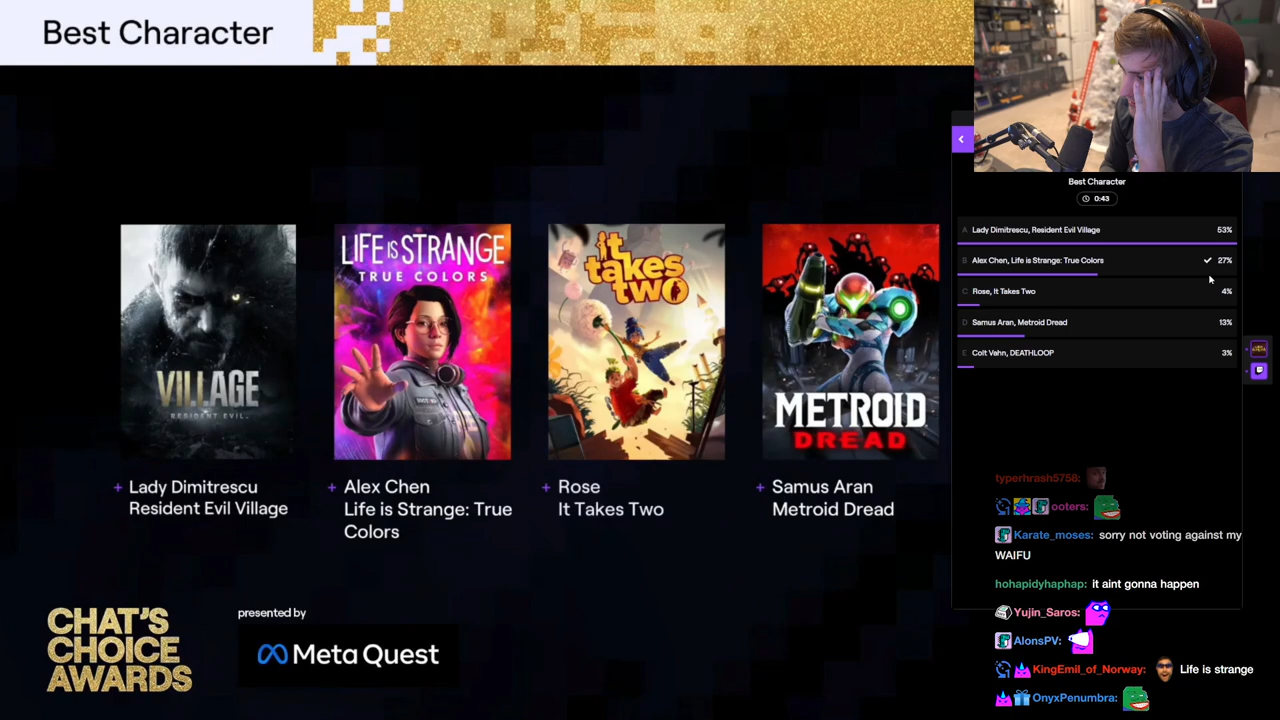 Best Character
VILLAGE
RESIDENT EVIL
LIFE IS STRANGE
TRUE COLORS
it
takes
two
METROID
DREAD
+ Lady Dimitrescu
Resident Evil Village
+ Alex Chen
Life is Strange: True
Colors
+ Rose
It Takes Two
+ Samus Aran
Metroid Dread
CHAT'S
CHOICE
AWARDS
presented by
Meta Quest
Best Character
0:43
A Lady Dimitrescu, Resident Evil Village 53%
B Alex Chen, Life is Strange: True Colors 27%
C Rose, It Takes Two 4%
D Samus Aran, Metroid Dread 13%
E Colt Vahn, DEATHLOOP 3%
typerhrash5758:
ooters:
Karate_moses: sorry not voting against my
WAIFU
hohapidyhaphap: it aint gonna happen
Yujin_Saros:
AlonsPV:
KingEmil_of_Norway: Life is strange
OnyxPenumbra: